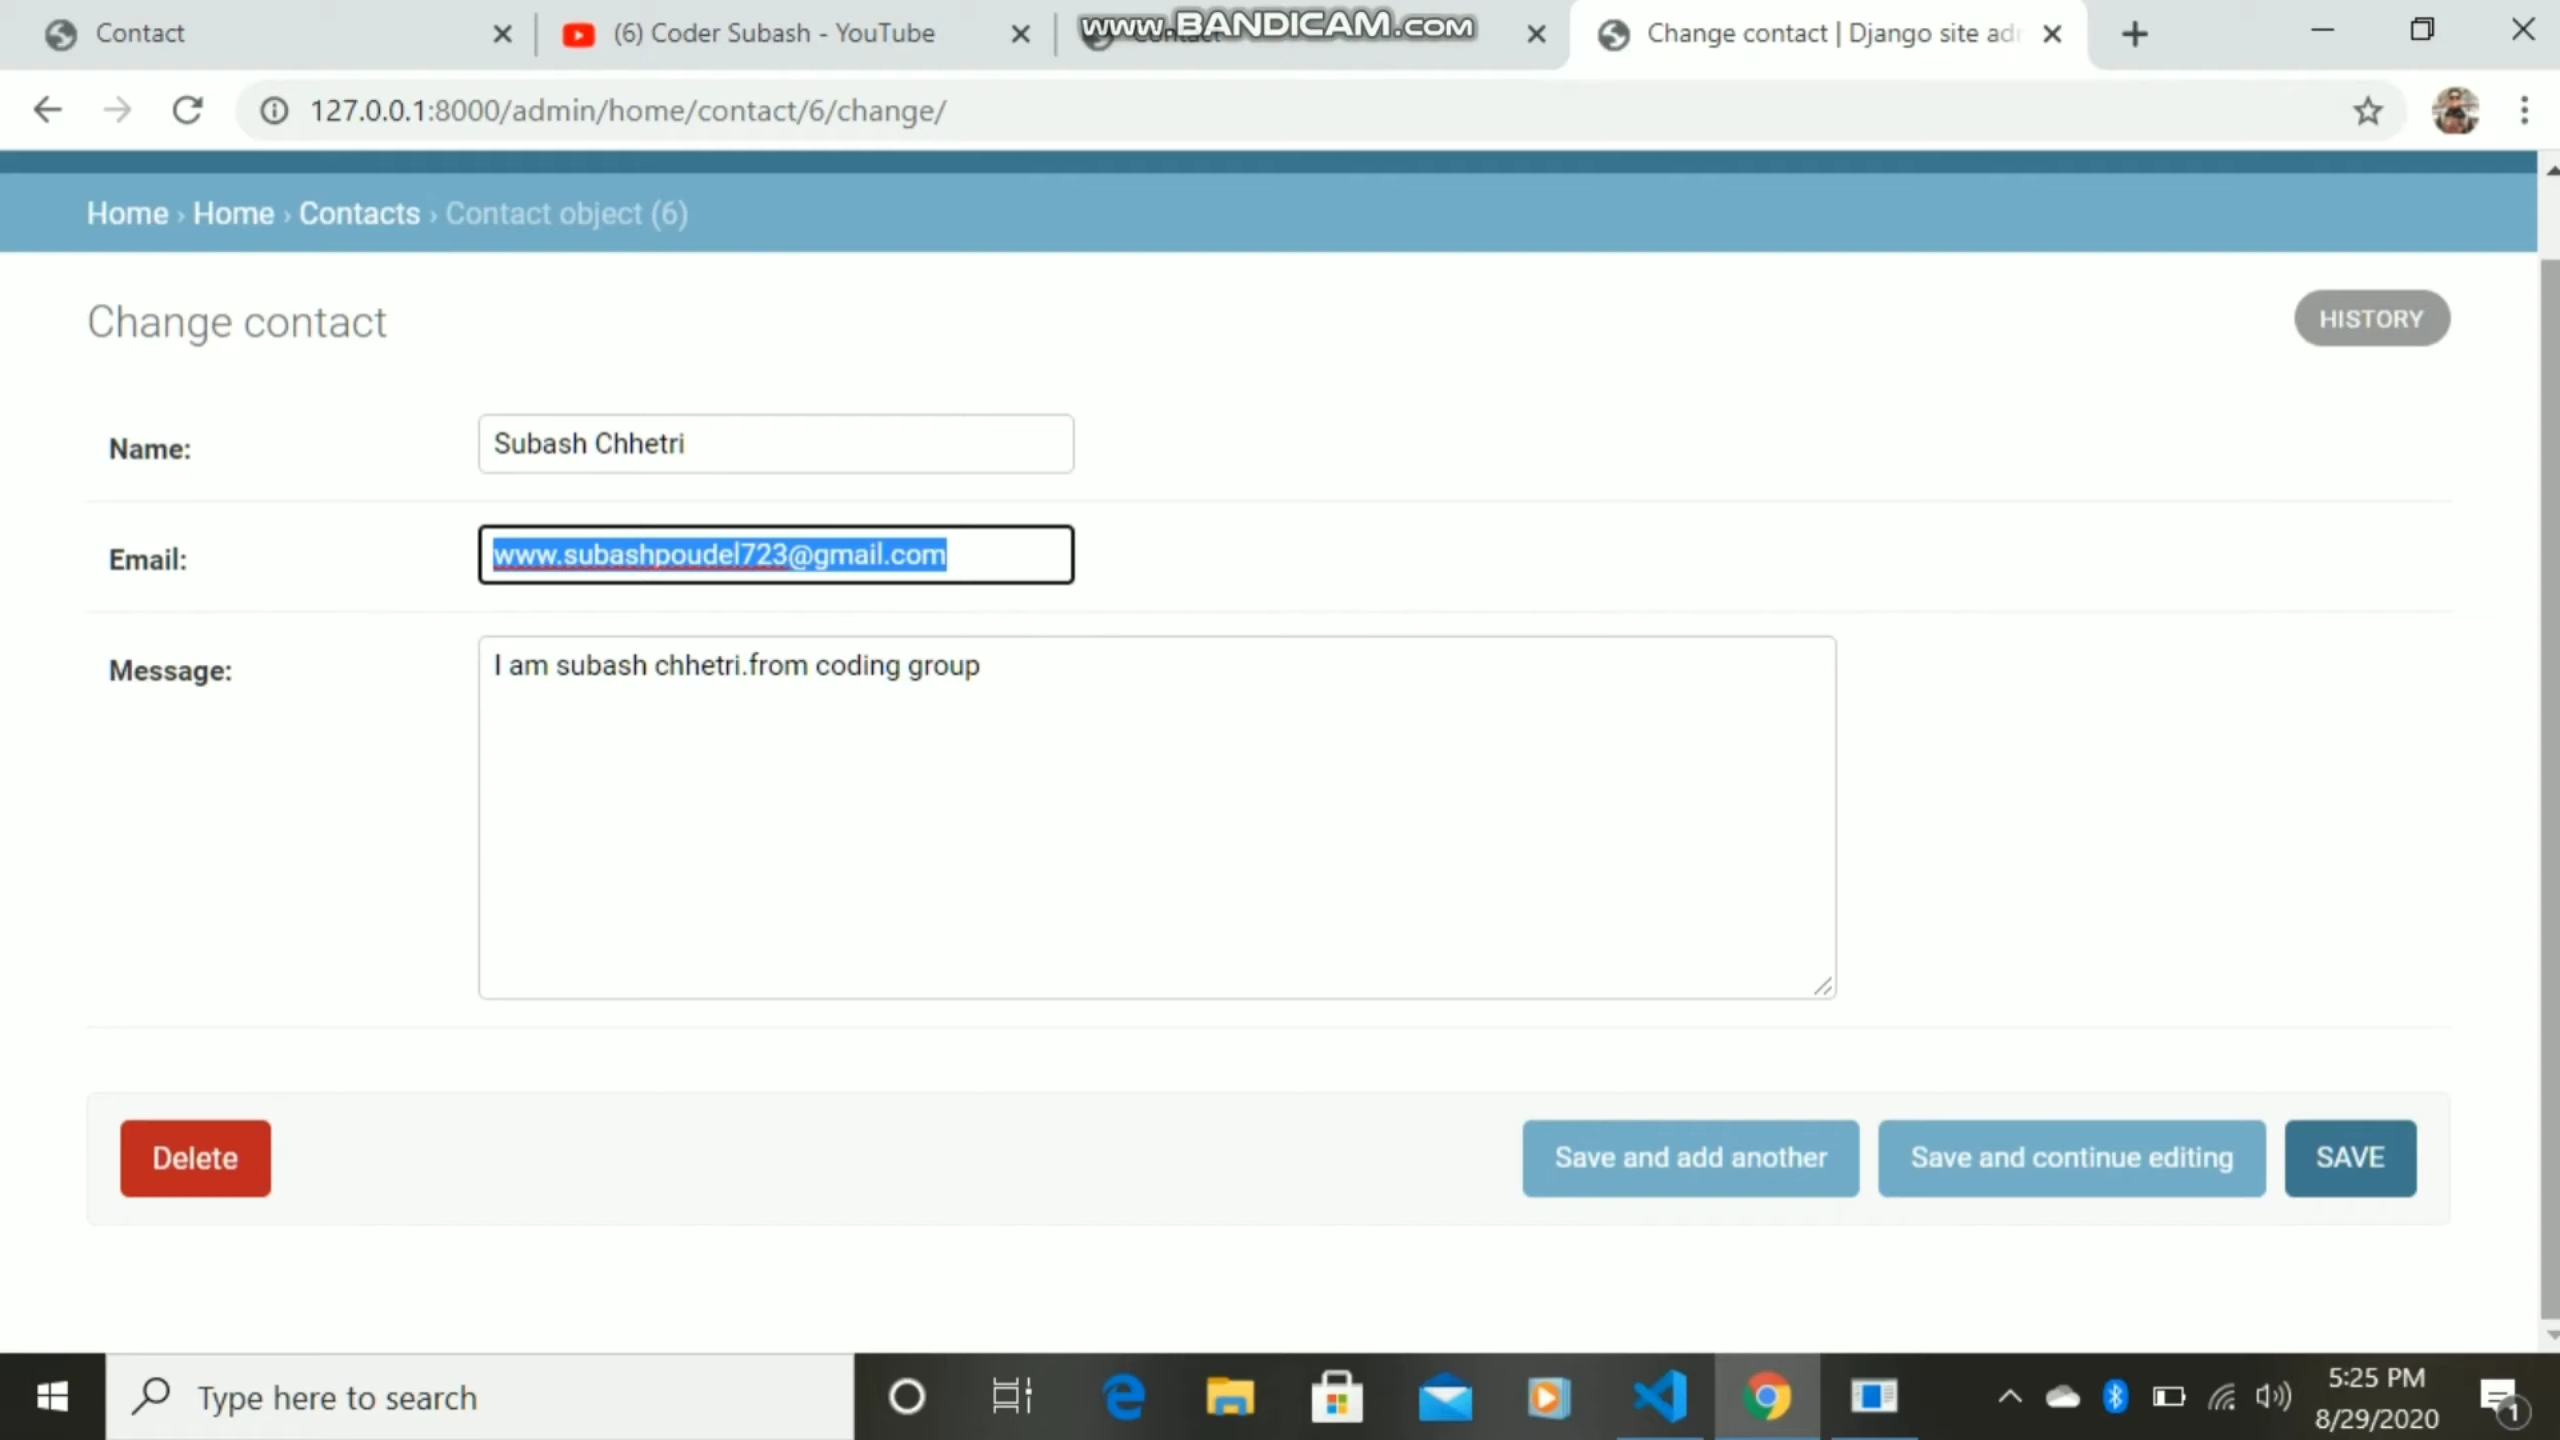 Contact
(6) Coder Subash - YouTube
www.BANDICAM.com
Change contact | Django site adr
127.0.0.1:8000/admin/home/contact/6/change/
Home › Home › Contacts › Contact object (6)
Change contact
HISTORY
Name:
Subash Chhetri
Email:
www.subashpoudel723@gmail.com
Message:
I am subash chhetri.from coding group
Delete
Save and add another
Save and continue editing
SAVE
Type here to search
5:25 PM
8/29/2020
1